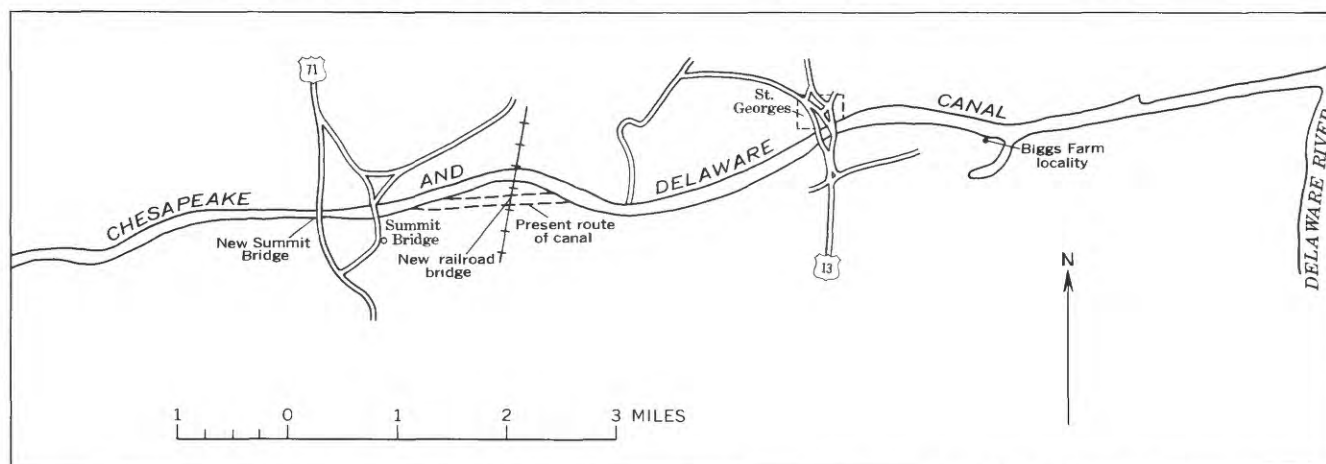 71
CHESAPEAKE
AND
DELAWARE
CANAL
St.
Georges
Biggs Farm
locality
DELAWARE RIVER
New Summit
Bridge
Summit
Bridge
New railroad
bridge
Present route
of canal
13
N
1 0 1 2 3 MILES